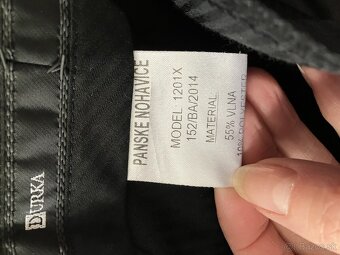 PANSKE NOHAVICE
MODEL: 1201X
152/BA/2014
MATERIAL:
55% VLNA
DURKA